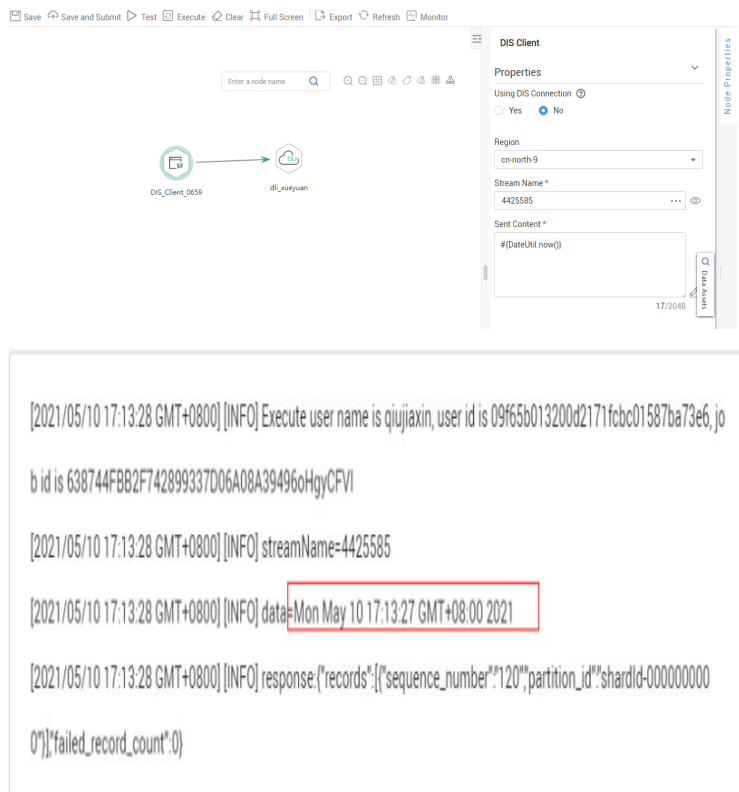 Save Save and Submit Test Execute Clear Full Screen Export Refresh Monitor
DIS Client
Node Properties
Properties
Enter a node name.
Using DIS Connection
Yes No
Region
cn-north-9
DIS_Client_0659
DLI
dli_xueyuan
Stream Name *
4425585 ...
Sent Content *
#{DateUtil.now()}
Data Assets
17/2048
[2021/05/10 17:13:28 GMT+0800] [INFO] Execute user name is qiujiaxin, user id is 09f65b013200d2171fcbc01587ba73e6, jo
b id is 638744FBB2F742899337D06A08A39496oHgyCFVI
[2021/05/10 17:13:28 GMT+0800] [INFO] streamName=4425585
[2021/05/10 17:13:28 GMT+0800] [INFO] data=Mon May 10 17:13:27 GMT+08:00 2021
[2021/05/10 17:13:28 GMT+0800] [INFO] response:{"records":[{"sequence_number":"120","partition_id":"shardId-000000000
0"}],"failed_record_count":0}